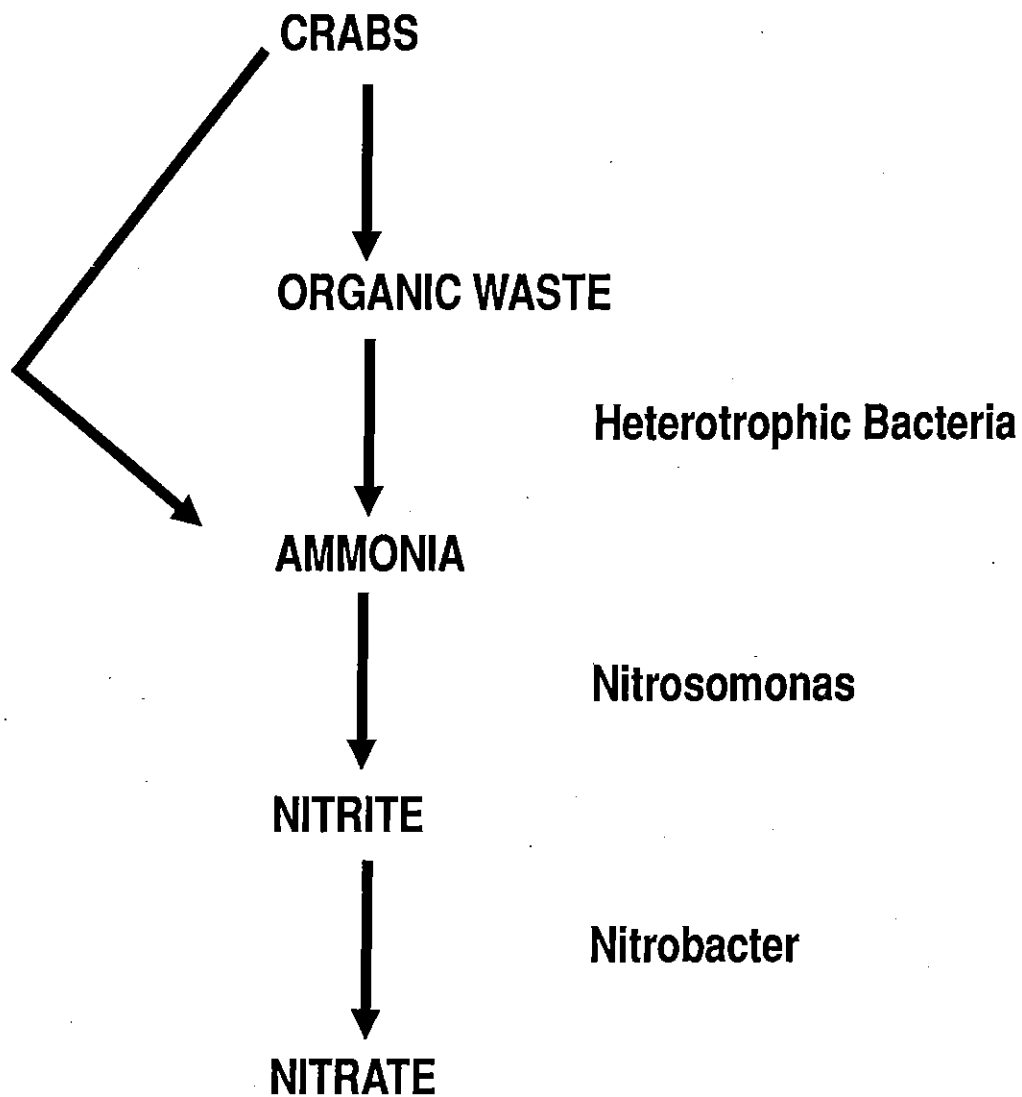 CRABS
ORGANIC WASTE
Heterotrophic Bacteria
AMMONIA
Nitrosomonas
NITRITE
Nitrobacter
NITRATE